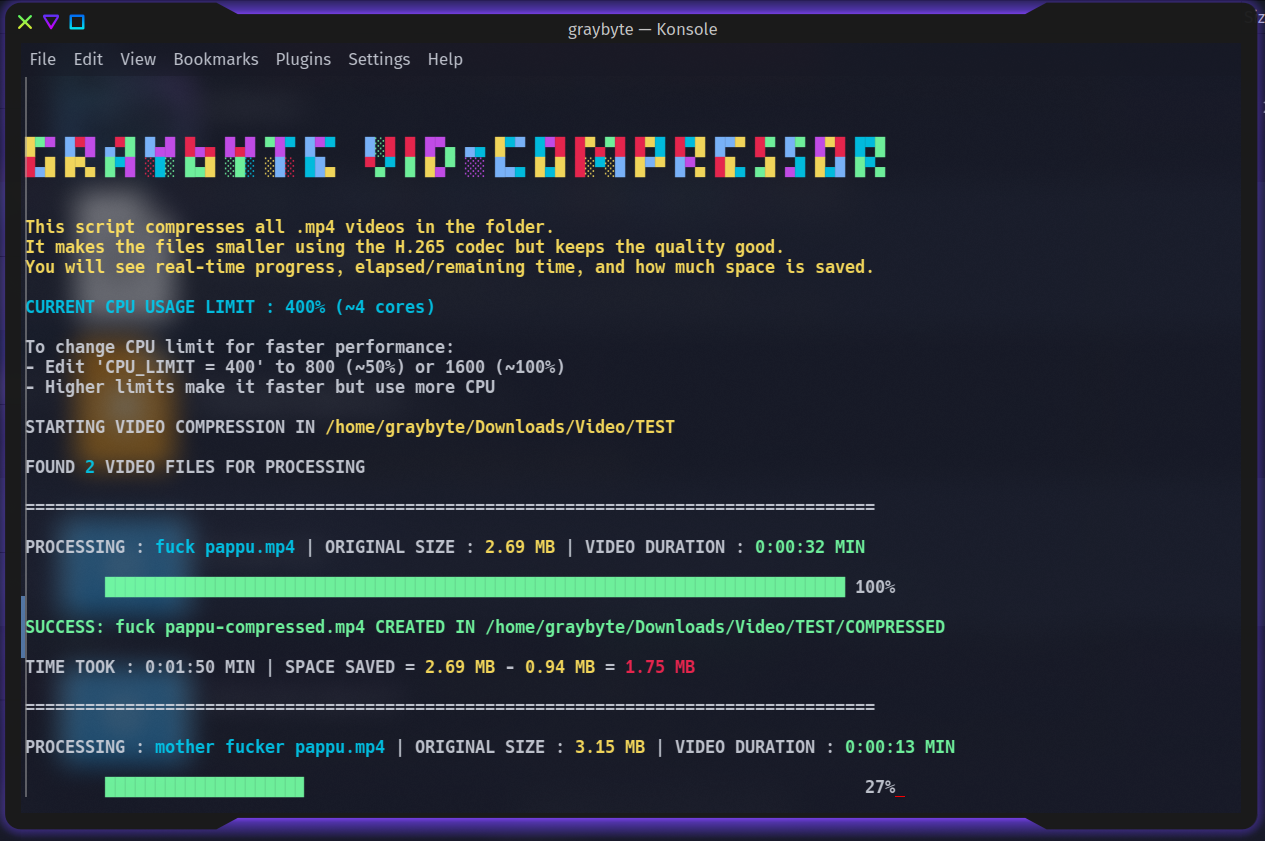 graybyte — Konsole
File Edit View Bookmarks Plugins Settings Help
GRAYbYTE VID-COMPRESSOR
This script compresses all .mp4 videos in the folder.
It makes the files smaller using the H.265 codec but keeps the quality good.
You will see real-time progress, elapsed/remaining time, and how much space is saved.
CURRENT CPU USAGE LIMIT : 400% (~4 cores)
To change CPU limit for faster performance:
- Edit 'CPU_LIMIT = 400' to 800 (~50%) or 1600 (~100%)
- Higher limits make it faster but use more CPU
STARTING VIDEO COMPRESSION IN /home/graybyte/Downloads/Video/TEST
FOUND 2 VIDEO FILES FOR PROCESSING
=====================================================================================
PROCESSING : fuck pappu.mp4 | ORIGINAL SIZE : 2.69 MB | VIDEO DURATION : 0:00:32 MIN
100%
SUCCESS: fuck pappu-compressed.mp4 CREATED IN /home/graybyte/Downloads/Video/TEST/COMPRESSED
TIME TOOK : 0:01:50 MIN | SPACE SAVED = 2.69 MB - 0.94 MB = 1.75 MB
=====================================================================================
PROCESSING : mother fucker pappu.mp4 | ORIGINAL SIZE : 3.15 MB | VIDEO DURATION : 0:00:13 MIN
27%_